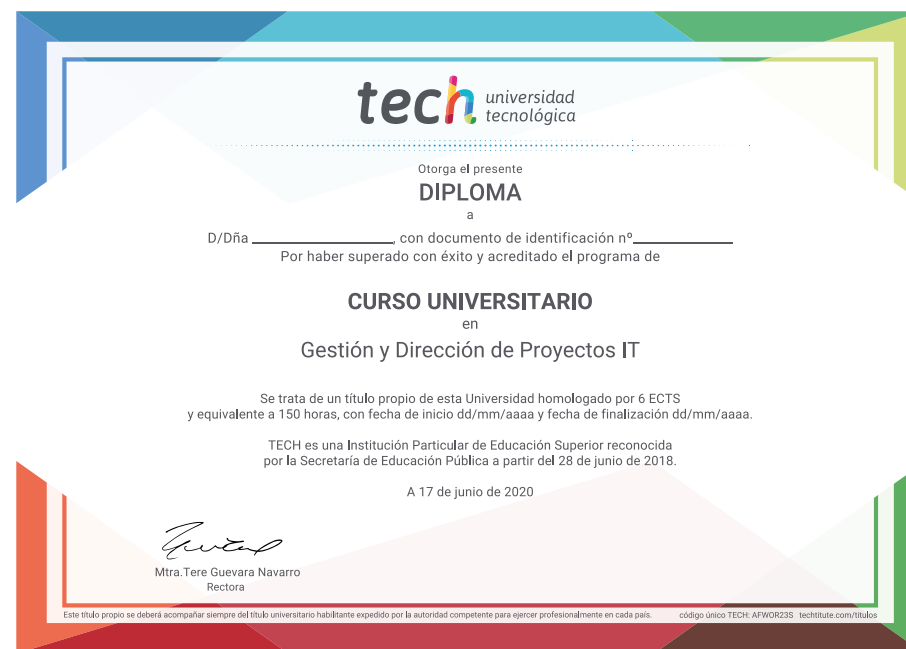 tech universidad
tecnológica
Otorga el presente
DIPLOMA
a
D/Dña ____________________, con documento de identificación nº______________
Por haber superado con éxito y acreditado el programa de
CURSO UNIVERSITARIO
en
Gestión y Dirección de Proyectos IT
Se trata de un título propio de esta Universidad homologado por 6 ECTS
y equivalente a 150 horas, con fecha de inicio dd/mm/aaaa y fecha de finalización dd/mm/aaaa.
TECH es una Institución Particular de Educación Superior reconocida
por la Secretaría de Educación Pública a partir del 28 de junio de 2018.
A 17 de junio de 2020
Mtra.Tere Guevara Navarro
Rectora
Este título propio se deberá acompañar siempre del título universitario habilitante expedido por la autoridad competente para ejercer profesionalmente en cada país. código único TECH: AFWOR23S techtitute.com/titulos